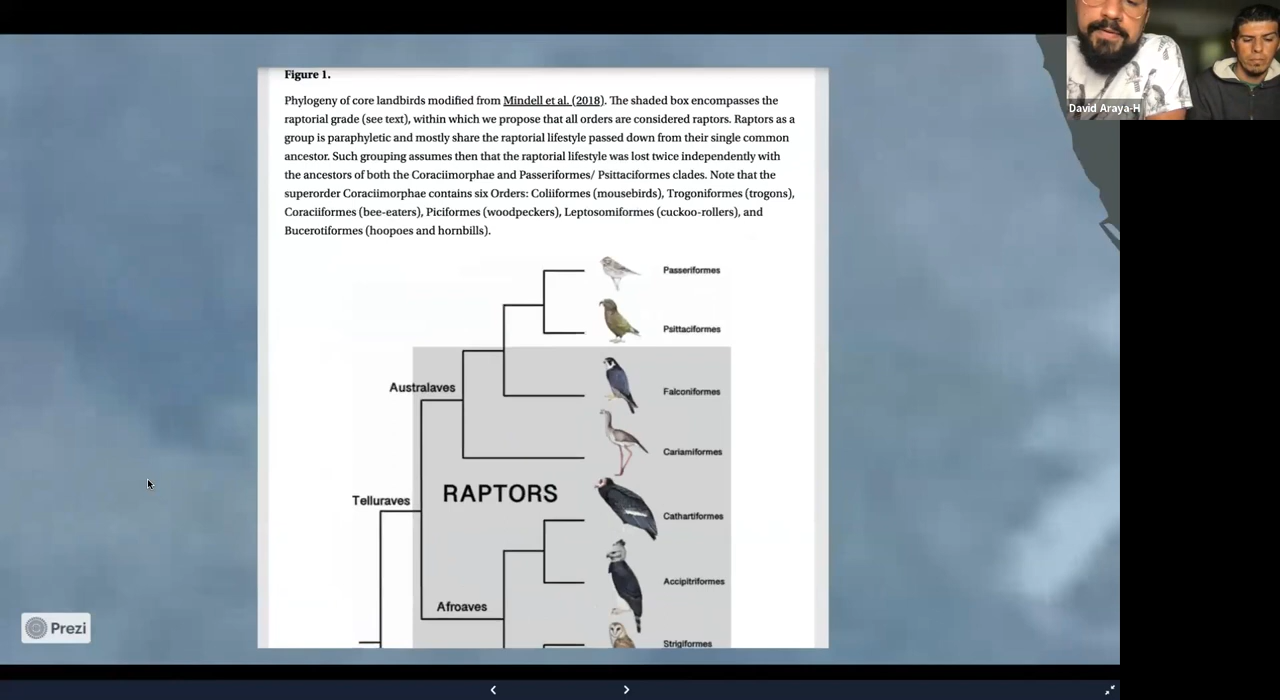 David Araya-H
Figure 1.
Phylogeny of core landbirds modified from Mindell et al. (2018). The shaded box encompasses the
raptorial grade (see text), within which we propose that all orders are considered raptors. Raptors as a
group is paraphyletic and mostly share the raptorial lifestyle passed down from their single common
ancestor. Such grouping assumes then that the raptorial lifestyle was lost twice independently with
the ancestors of both the Coraciimorphae and Passeriformes/ Psittaciformes clades. Note that the
superorder Coraciimorphae contains six Orders: Coliiformes (mousebirds), Trogoniformes (trogons),
Coraciiformes (bee-eaters), Piciformes (woodpeckers), Leptosomiformes (cuckoo-rollers), and
Bucerotiformes (hoopoes and hornbills).
Passeriformes
Psittaciformes
Australaves
Falconiformes
Cariamiformes
RAPTORS
Telluraves
Cathartiformes
Accipitriformes
Afroaves
Strigiformes
Prezi